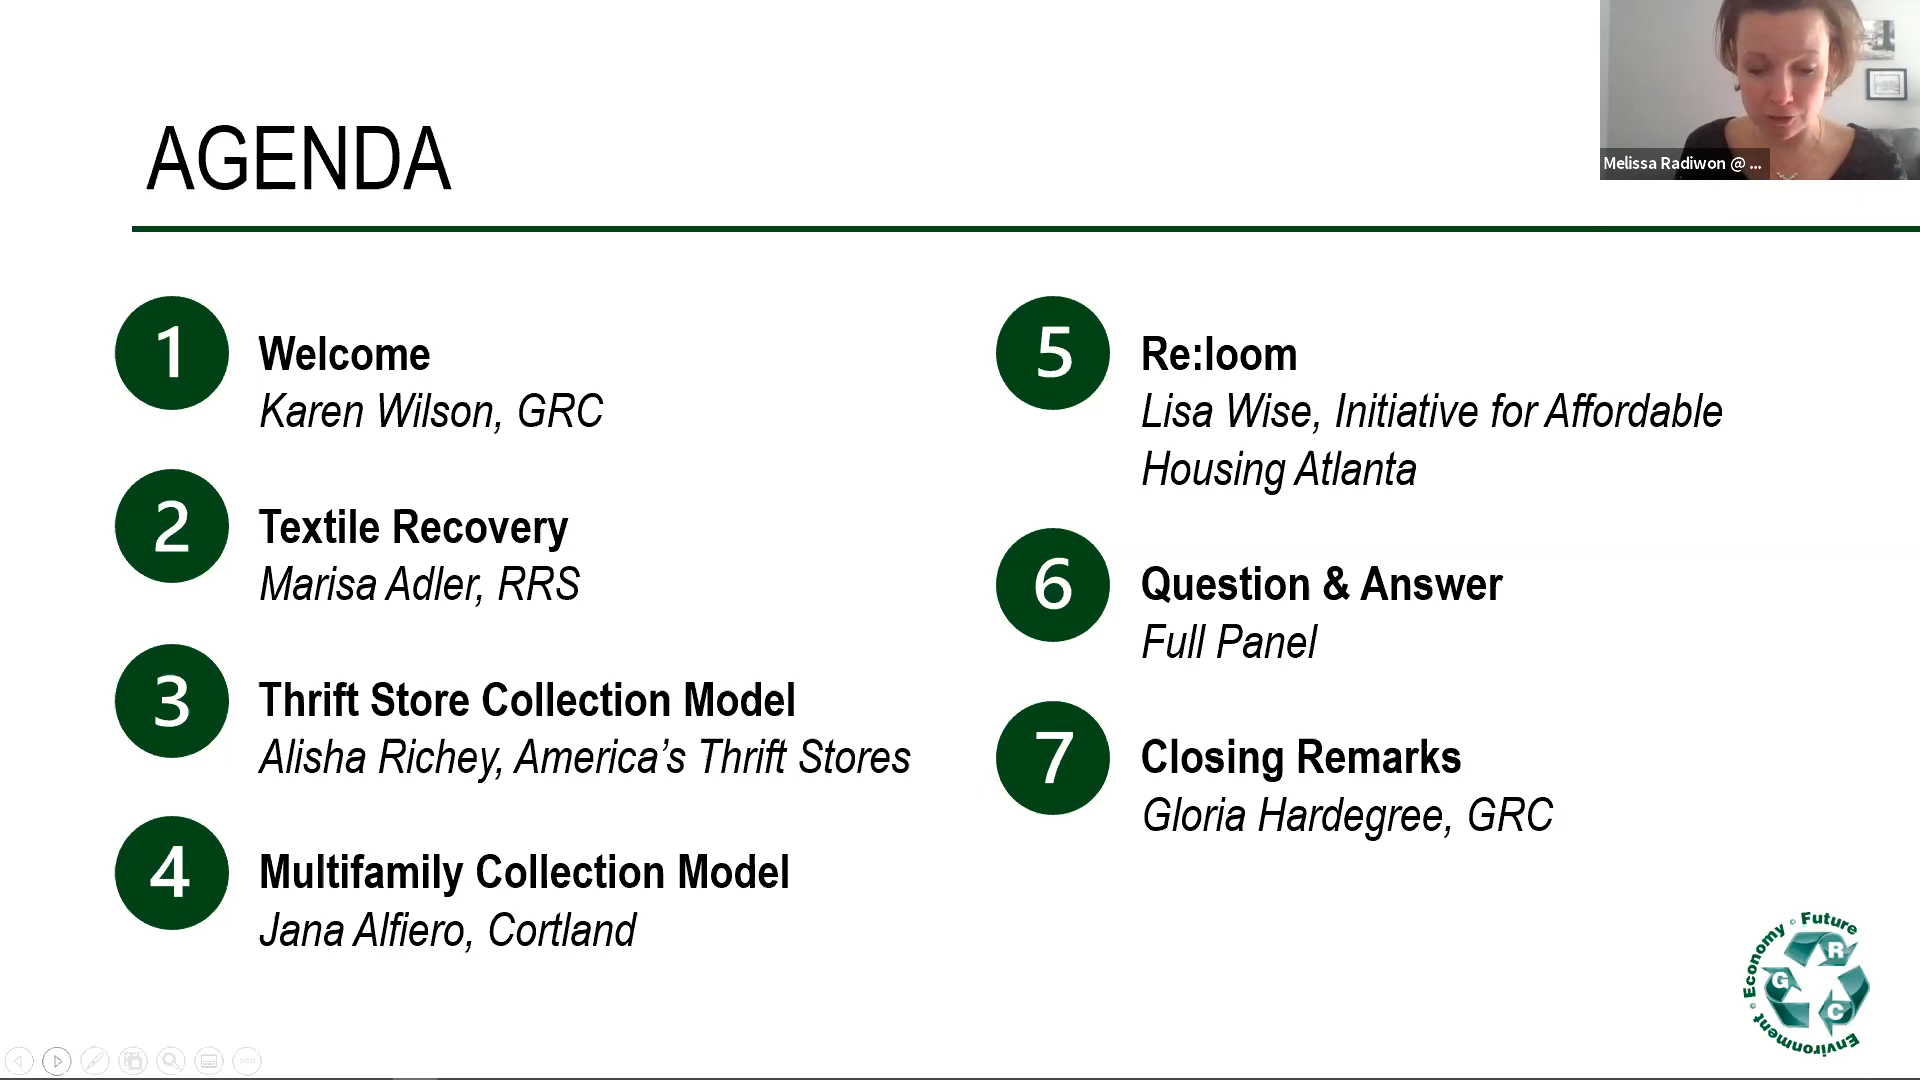 AGENDA
Melissa Radiwon @ ...
1
Welcome
Karen Wilson, GRC
2
Textile Recovery
Marisa Adler, RRS
3
Thrift Store Collection Model
Alisha Richey, America’s Thrift Stores
4
Multifamily Collection Model
Jana Alfiero, Cortland
5
Re:loom
Lisa Wise, Initiative for Affordable
Housing Atlanta
6
Question & Answer
Full Panel
7
Closing Remarks
Gloria Hardegree, GRC
Environment Economy Future
G R C